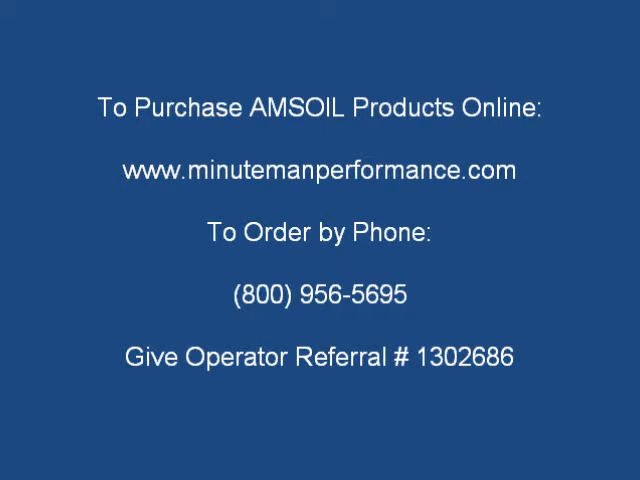 To Purchase AMSOIL Products Online:
www.minutemanperformance.com
To Order by Phone:
(800) 956-5695
Give Operator Referral # 1302686